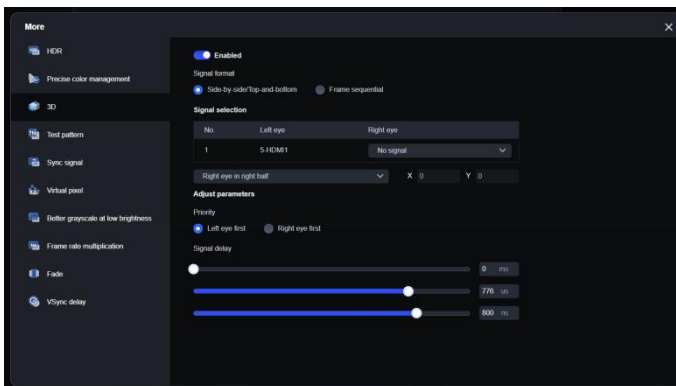 More
HDR
Precise color management
3D
Test pattern
Sync signal
Virtual pixel
Better grayscale at low brightness
Frame rate multiplication
Fade
VSync delay
Enabled
Signal format
Side-by-side/Top-and-bottom Frame sequential
Signal selection
No. Left eye Right eye
1 5-HDMI1 No signal
Right eye in right half X 0 Y 0
Adjust parameters
Priority
Left eye first Right eye first
Signal delay
0 ms
776 us
800 ns